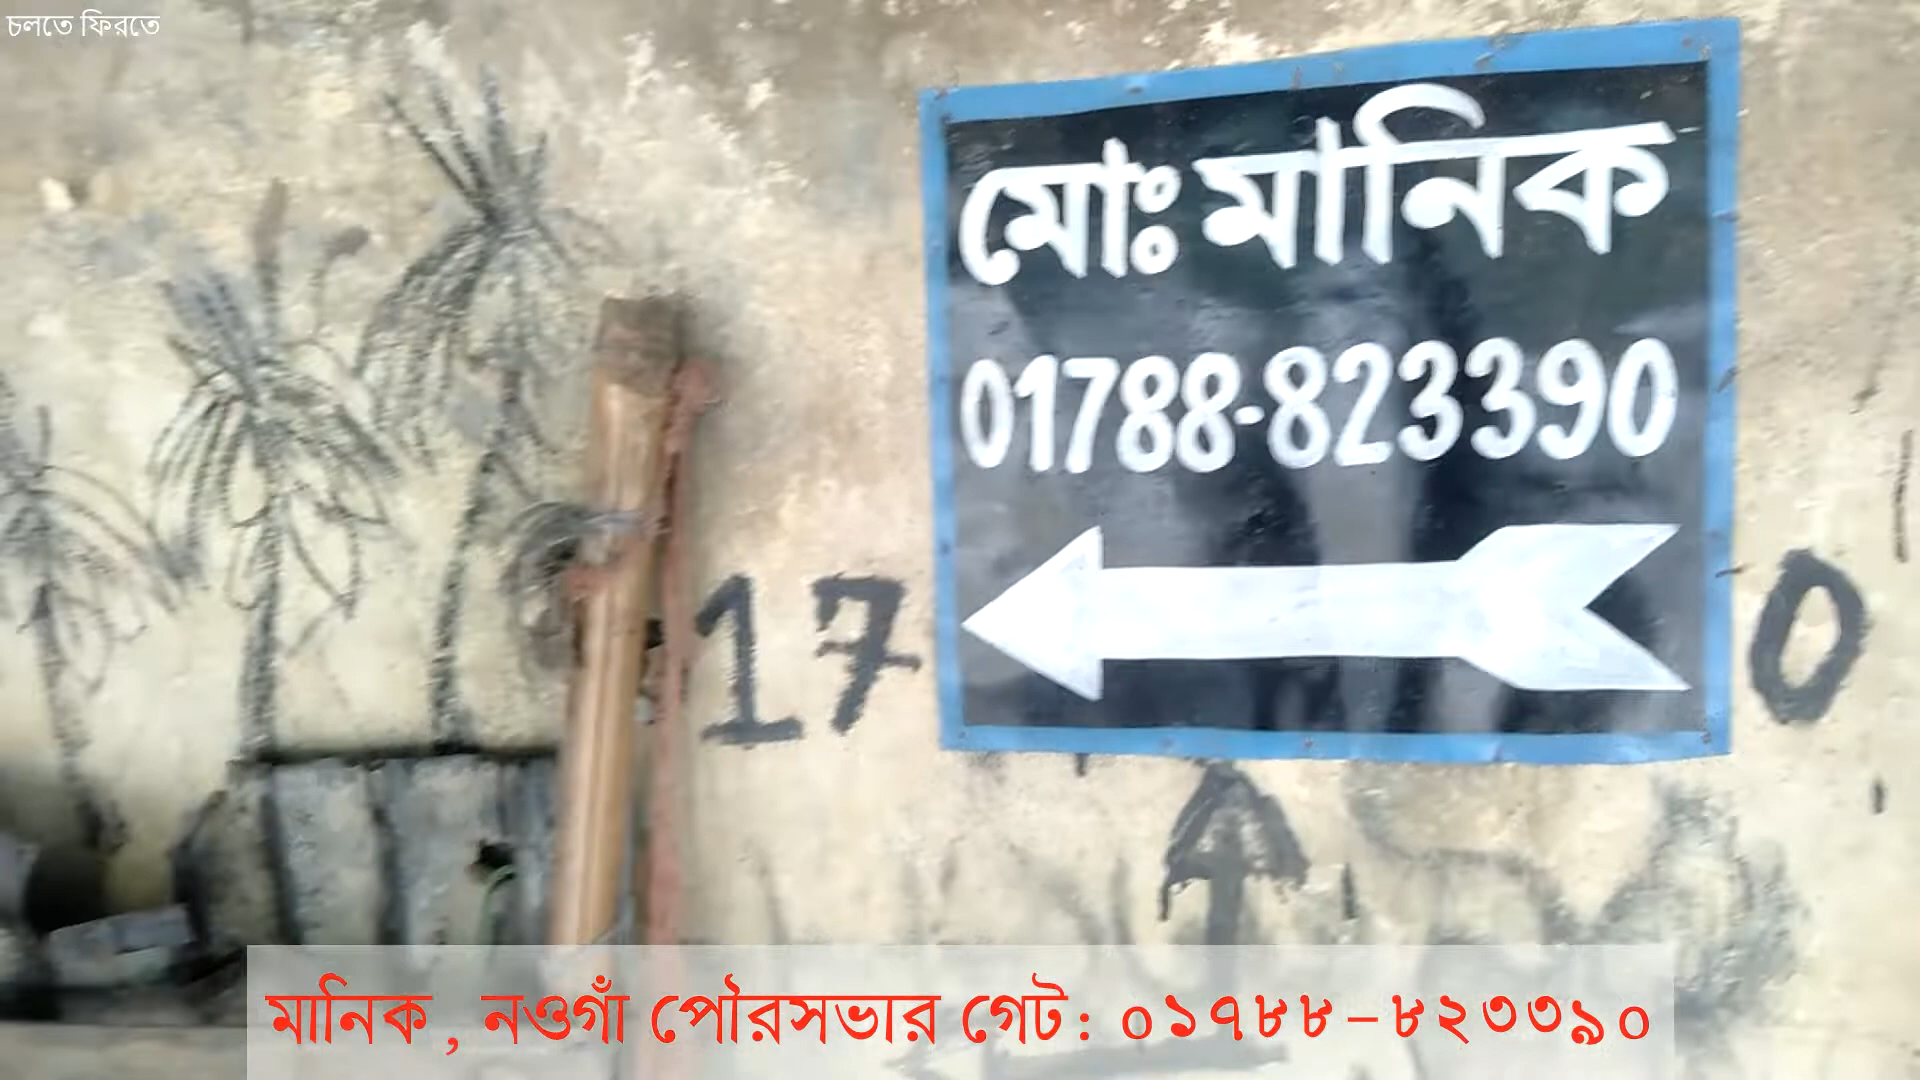 চলতে ফিরতে
মোঃ মানিক
01788-823390
17
0
মানিক, নওগাঁ পৌরসভার গেট: ০১৭৮৮-৮২৩৩৯০